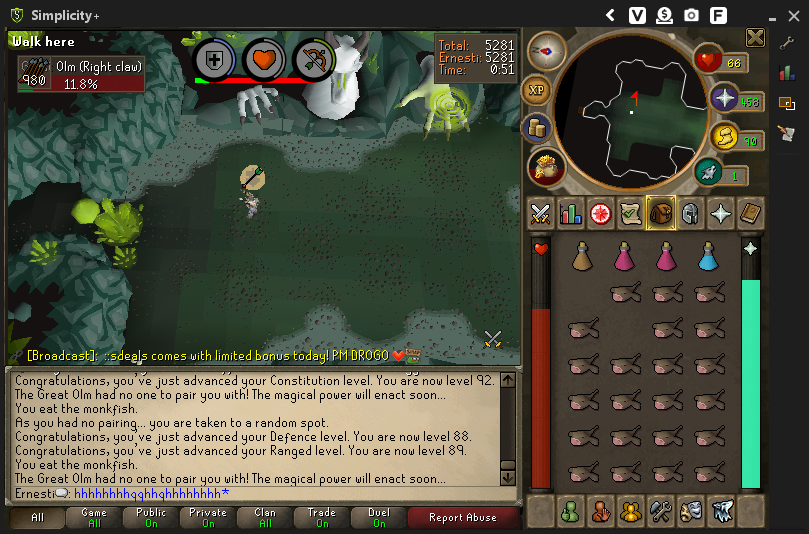 Simplicity+
V $ F
Walk here
Olm (Right claw)
980
11.8%
Total: 5281
Ernesti: 5281
Time: 0:51
XP
66
458
90
1
[Broadcast]: ::sdeals comes with limited bonus today! PM DROGO
Congratulations, you've just advanced your Constitution level. You are now level 92.
The Great Olm had no one to pair you with! The magical power will enact soon...
You eat the monkfish.
As you had no pairing... you are taken to a random spot.
Congratulations, you've just advanced your Defence level. You are now level 88.
Congratulations, you've just advanced your Ranged level. You are now level 89.
You eat the monkfish.
The Great Olm had no one to pair you with! The magical power will enact soon...
Ernesti: hhhhhhhhgghhghhhhhhhh*
All
Game
All
Public
On
Private
On
Clan
All
Trade
On
Duel
On
Report Abuse